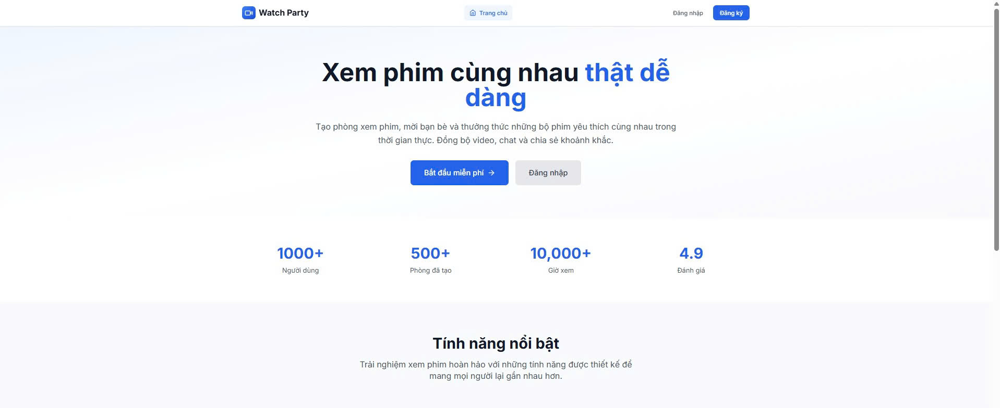 Watch Party
Trang chủ
Đăng nhập
Đăng ký
Xem phim cùng nhau thật dễ
dàng
Tạo phòng xem phim, mời bạn bè và thưởng thức những bộ phim yêu thích cùng nhau trong
thời gian thực. Đồng bộ video, chat và chia sẻ khoảnh khắc.
Bắt đầu miễn phí →
Đăng nhập
1000+
Người dùng
500+
Phòng đã tạo
10,000+
Giờ xem
4.9
Đánh giá
Tính năng nổi bật
Trải nghiệm xem phim hoàn hảo với những tính năng được thiết kế để
mang mọi người lại gần nhau hơn.